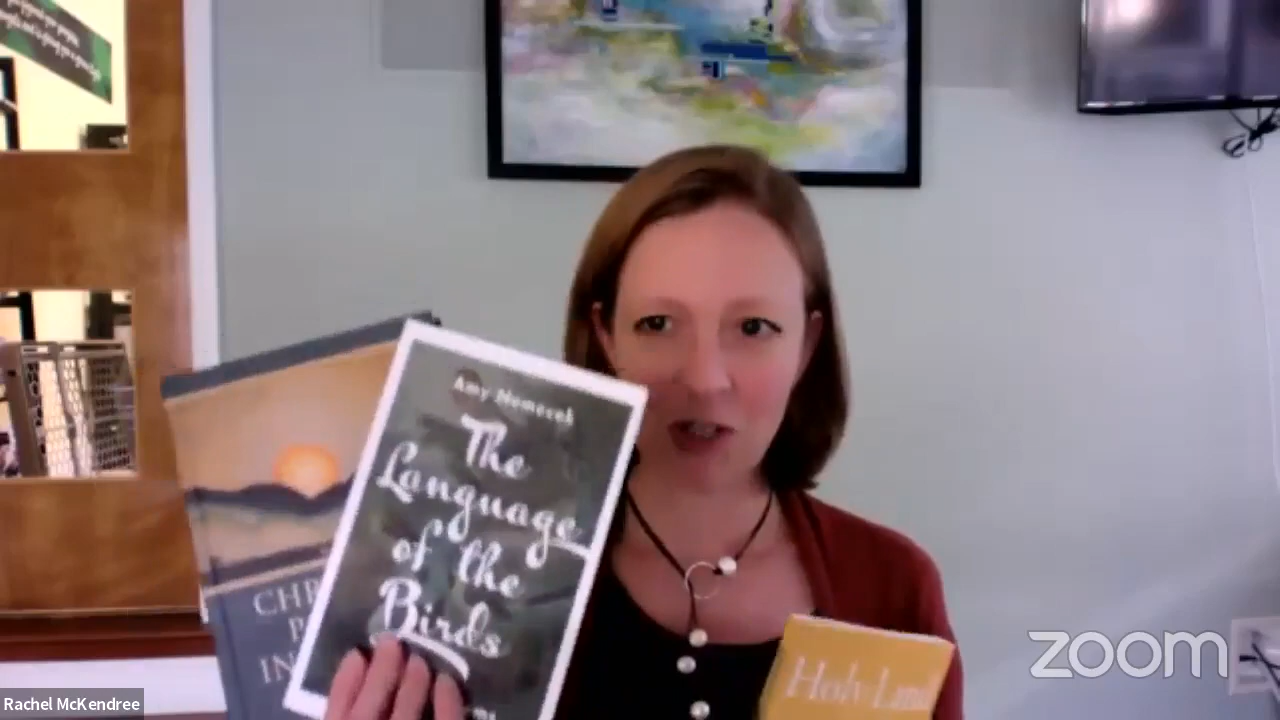 Amy Nemecek
The
Language
of the
Birds
CHR
P
IN
Holy Land
zoom
Rachel McKendree